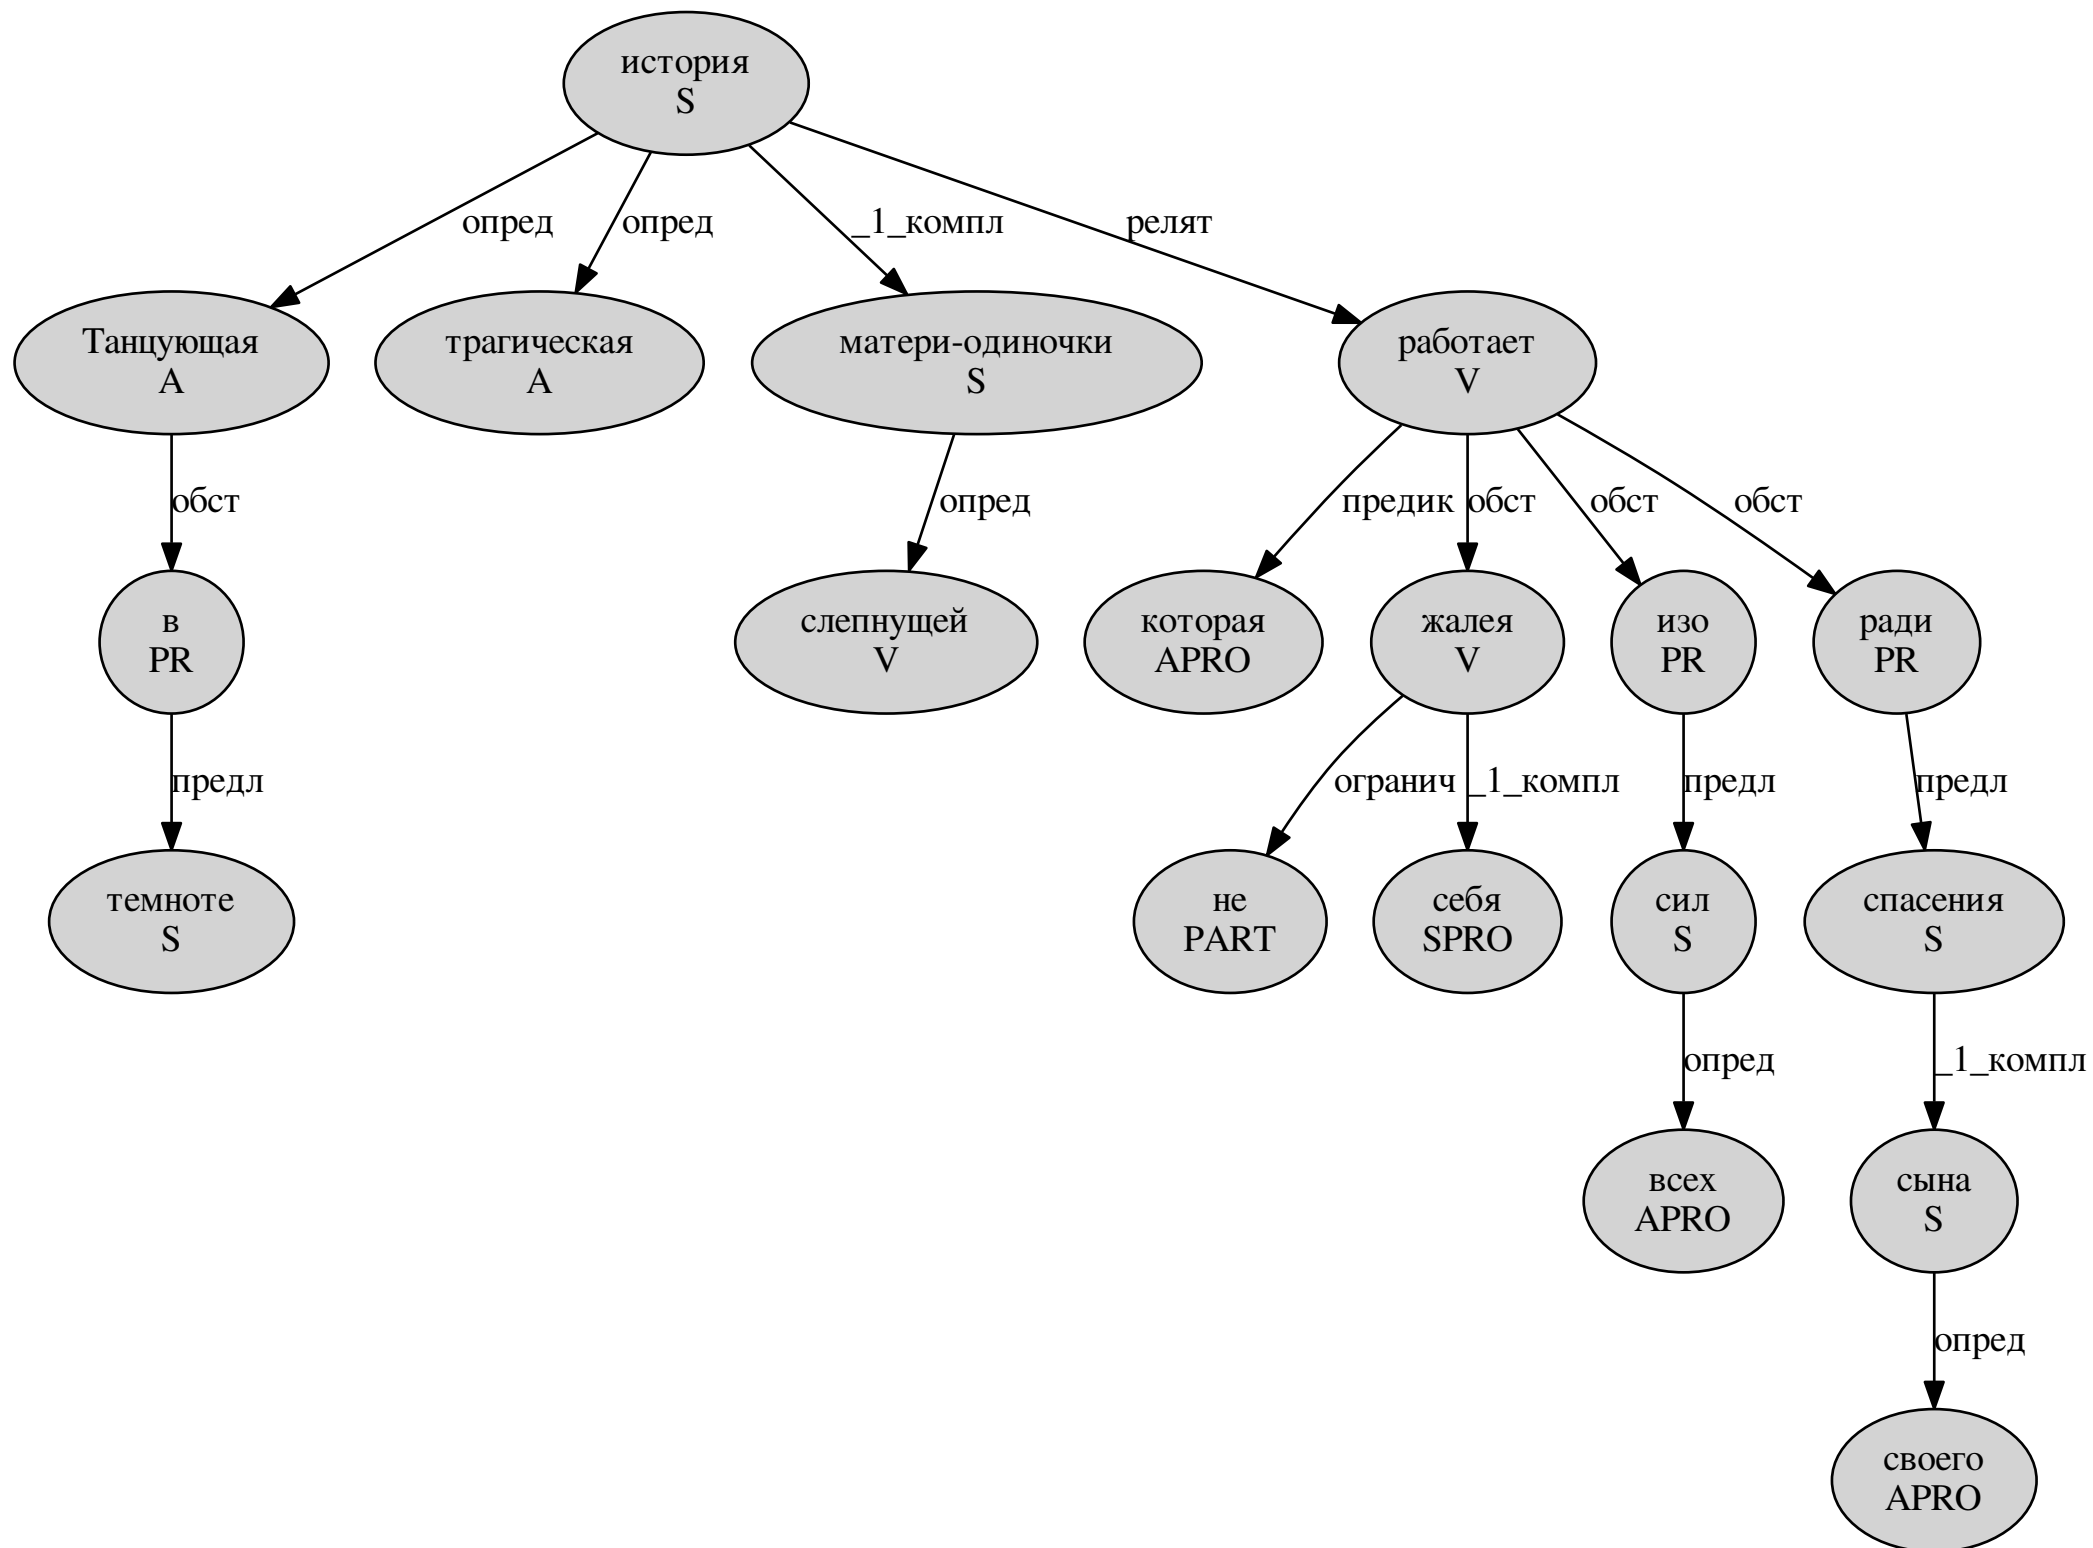 история
S
опред
опред
_1_компл
релят
Танцующая
A
трагическая
A
матери-одиночки
S
работает
V
обст
опред
предик
обст
обст
обст
в
PR
слепнущей
V
которая
APRO
жалея
V
изо
PR
ради
PR
предл
огранич
_1_компл
предл
предл
темноте
S
не
PART
себя
SPRO
сил
S
спасения
S
опред
_1_компл
всех
APRO
сына
S
опред
своего
APRO